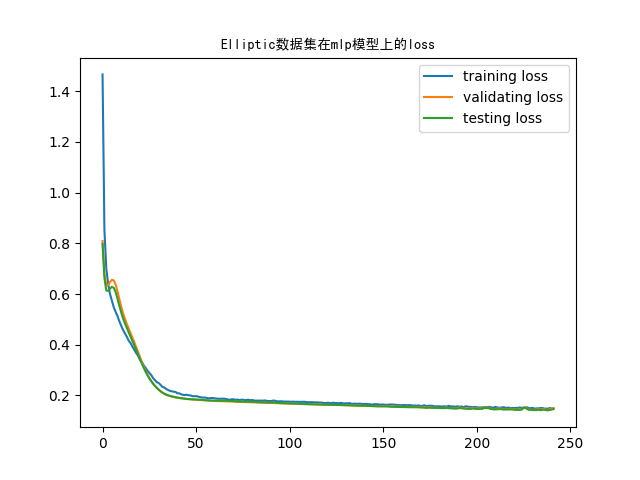 Elliptic数据集在mlp模型上的loss
training loss
validating loss
testing loss
1.4
1.2
1.0
0.8
0.6
0.4
0.2
0 50 100 150 200 250